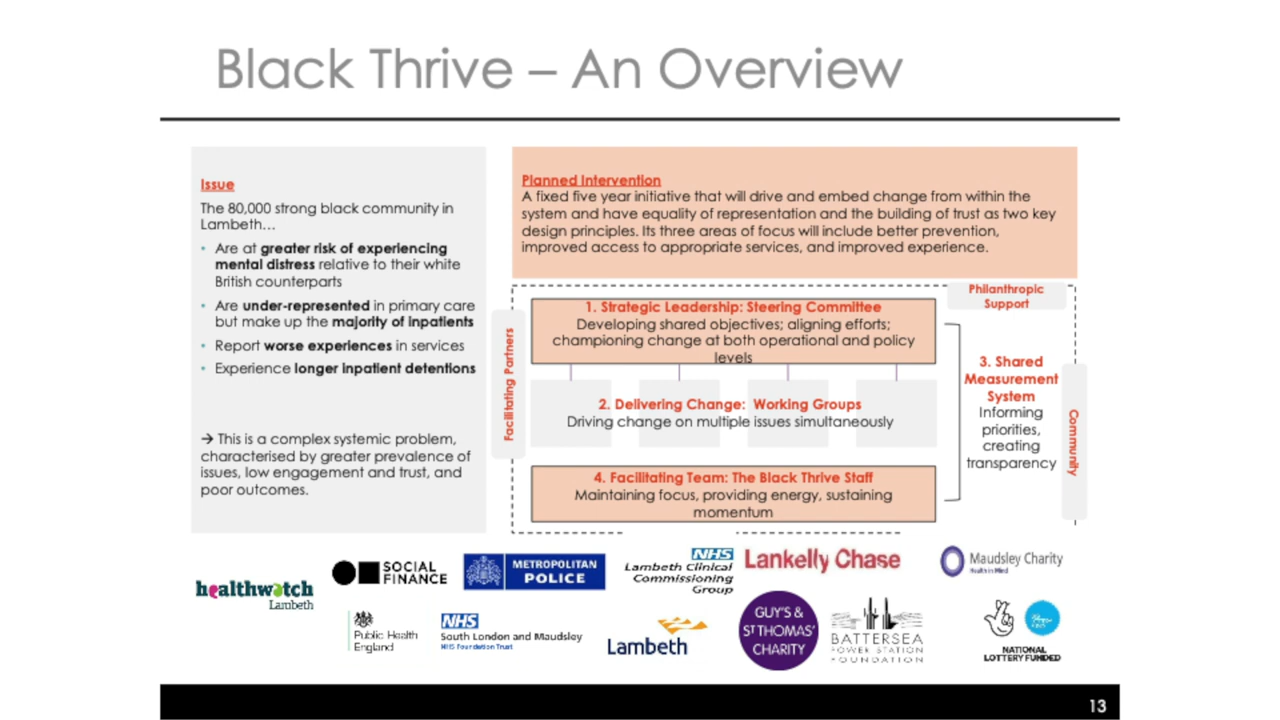 Black Thrive – An Overview
Issue
The 80,000 strong black community in
Lambeth…
• Are at greater risk of experiencing
mental distress relative to their white
British counterparts
• Are under-represented in primary care
but make up the majority of inpatients
• Report worse experiences in services
• Experience longer inpatient detentions
→ This is a complex systemic problem,
characterised by greater prevalence of
issues, low engagement and trust, and
poor outcomes.
Planned Intervention
A fixed five year initiative that will drive and embed change from within the
system and have equality of representation and the building of trust as two key
design principles. Its three areas of focus will include better prevention,
improved access to appropriate services, and improved experience.
Philanthropic
Support
Facilitating Partners
1. Strategic Leadership: Steering Committee
Developing shared objectives; aligning efforts;
championing change at both operational and policy
levels
2. Delivering Change: Working Groups
Driving change on multiple issues simultaneously
4. Facilitating Team: The Black Thrive Staff
Maintaining focus, providing energy, sustaining
momentum
3. Shared
Measurement
System
Informing
priorities,
creating
transparency
Community
healthwatch
Lambeth
SOCIAL
FINANCE
METROPOLITAN
POLICE
NHS
Lambeth Clinical
Commissioning
Group
Lankelly Chase
Maudsley Charity
Health in Mind
Public Health
England
NHS
South London and Maudsley
NHS Foundation Trust
Lambeth
GUY'S &
ST THOMAS'
CHARITY
BATTERSEA
POWER STATION
FOUNDATION
NATIONAL
LOTTERY FUNDED
13